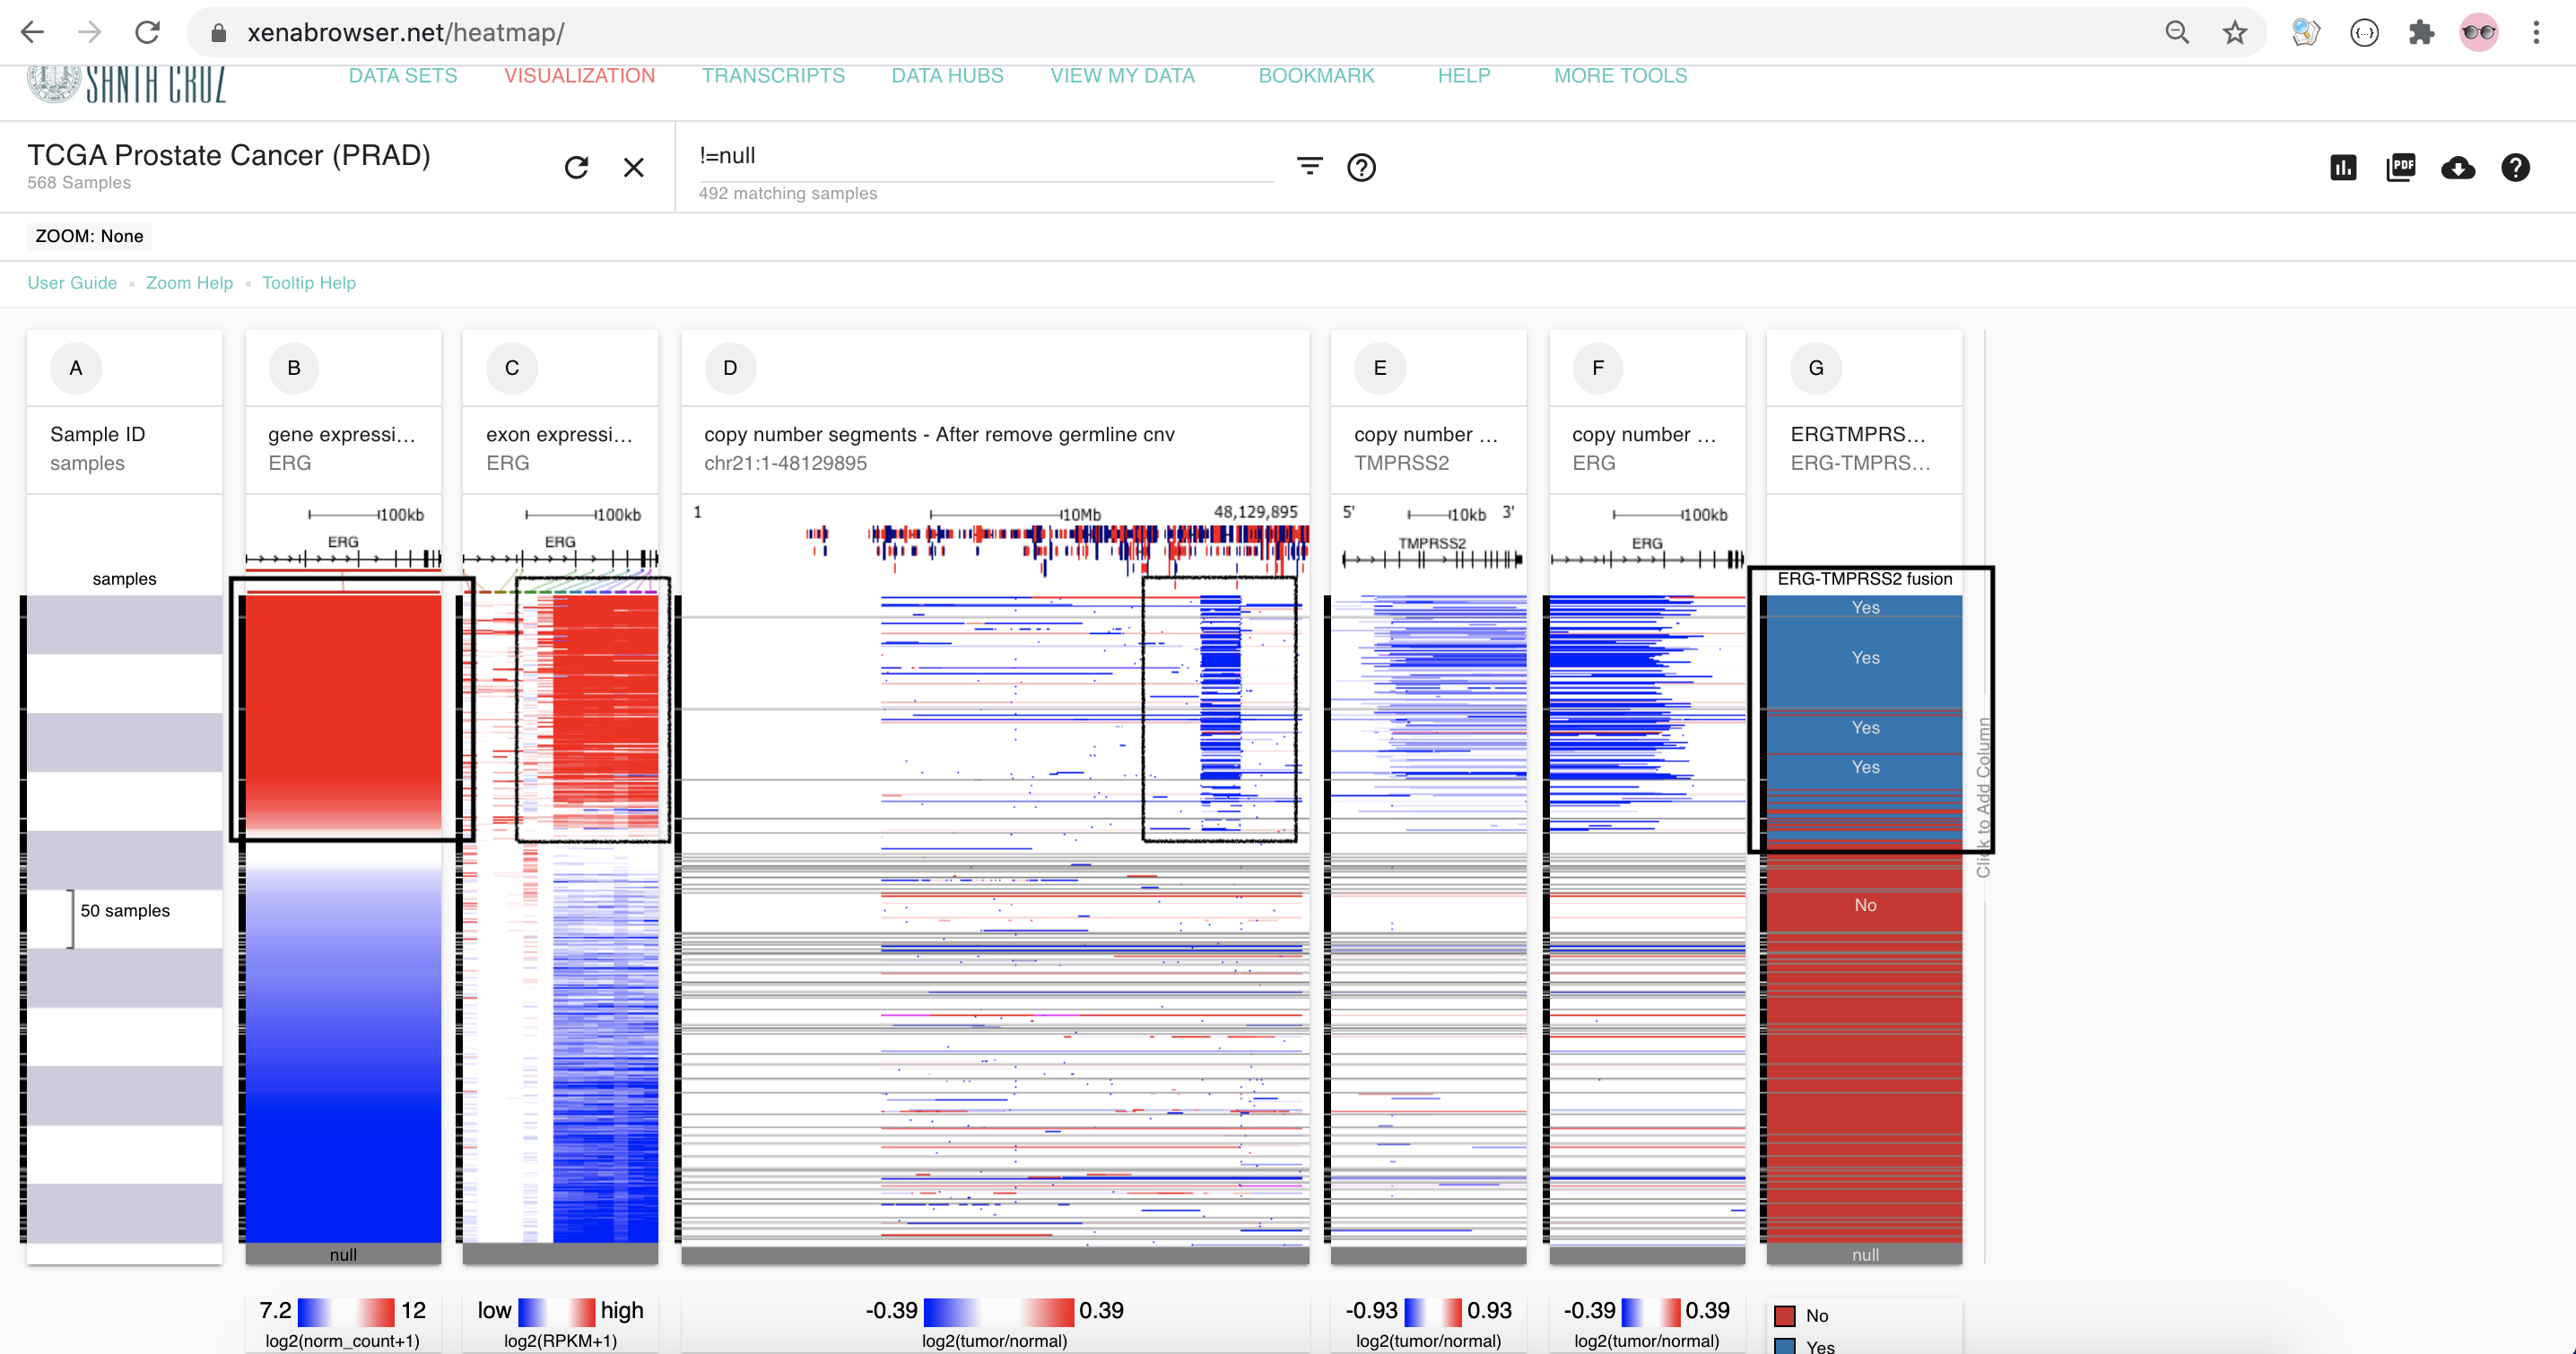 xenabrowser.net/heatmap/
SANTA CRUZ
DATA SETS VISUALIZATION TRANSCRIPTS DATA HUBS VIEW MY DATA BOOKMARK HELP MORE TOOLS
TCGA Prostate Cancer (PRAD)
568 Samples
!=null
492 matching samples
PDF
ZOOM: None
User Guide Zoom Help Tooltip Help
A B C D E F G
Sample ID gene expressi... exon expressi... copy number segments - After remove germline cnv copy number ... copy number ... ERGTMPRS...
samples ERG ERG chr21:1-48129895 TMPRSS2 ERG ERG-TMPRS...
100kb 100kb 1 10Mb 48,129,895 5' 10kb 3' 100kb
ERG ERG TMPRSS2 ERG
samples ERG-TMPRSS2 fusion
Yes
Yes
Yes
Yes
Click to Add Column
50 samples No
null null
7.2 12 low high -0.39 0.39 -0.93 0.93 -0.39 0.39 No
log2(norm_count+1) log2(RPKM+1) log2(tumor/normal) log2(tumor/normal) log2(tumor/normal) Yes